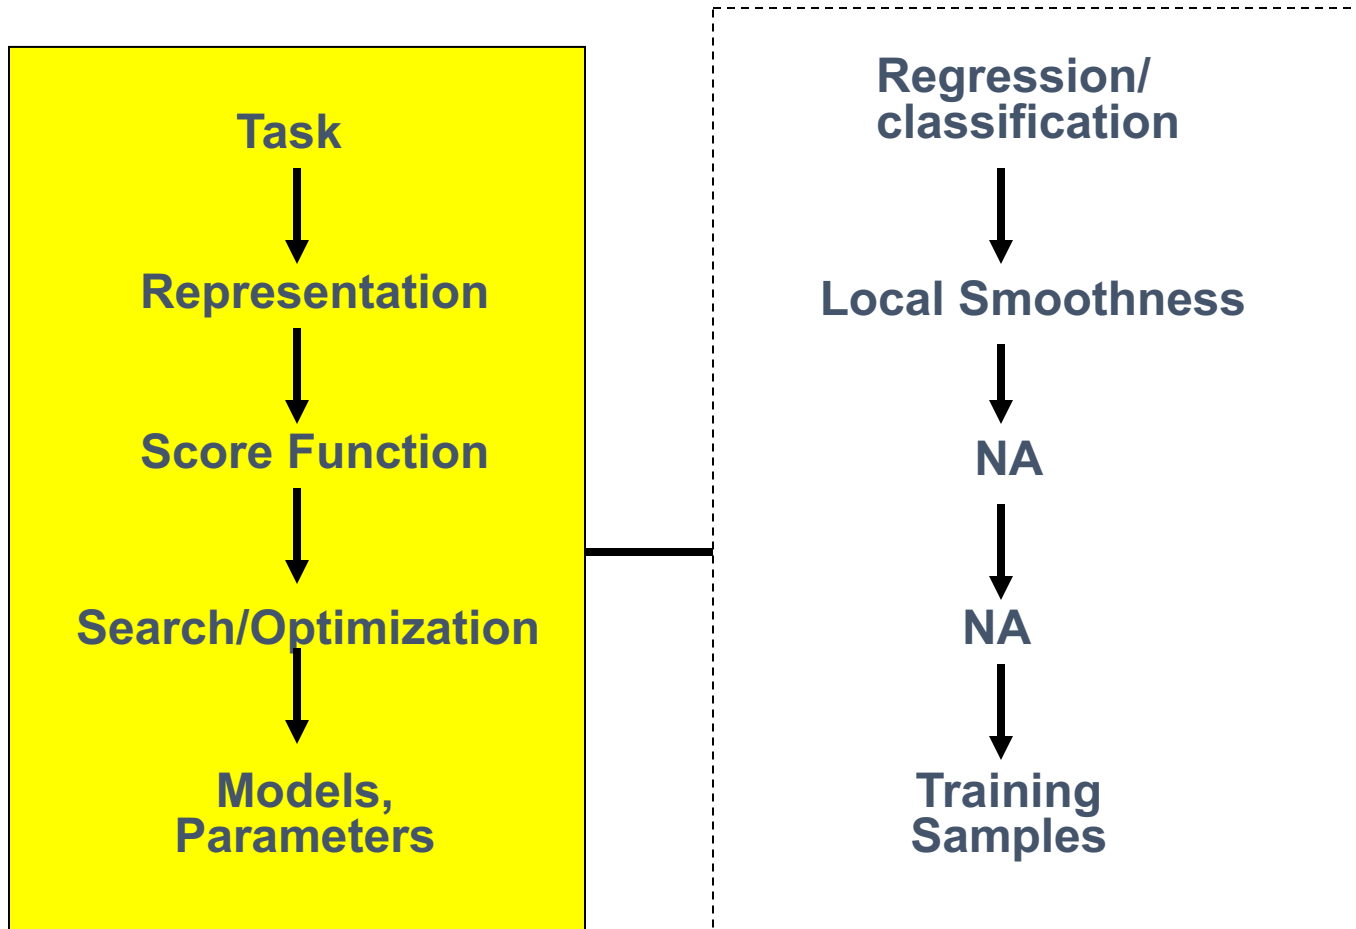 Task
Representation
Score Function
Search/Optimization
Models,
Parameters
Regression/
classification
Local Smoothness
NA
NA
Training
Samples